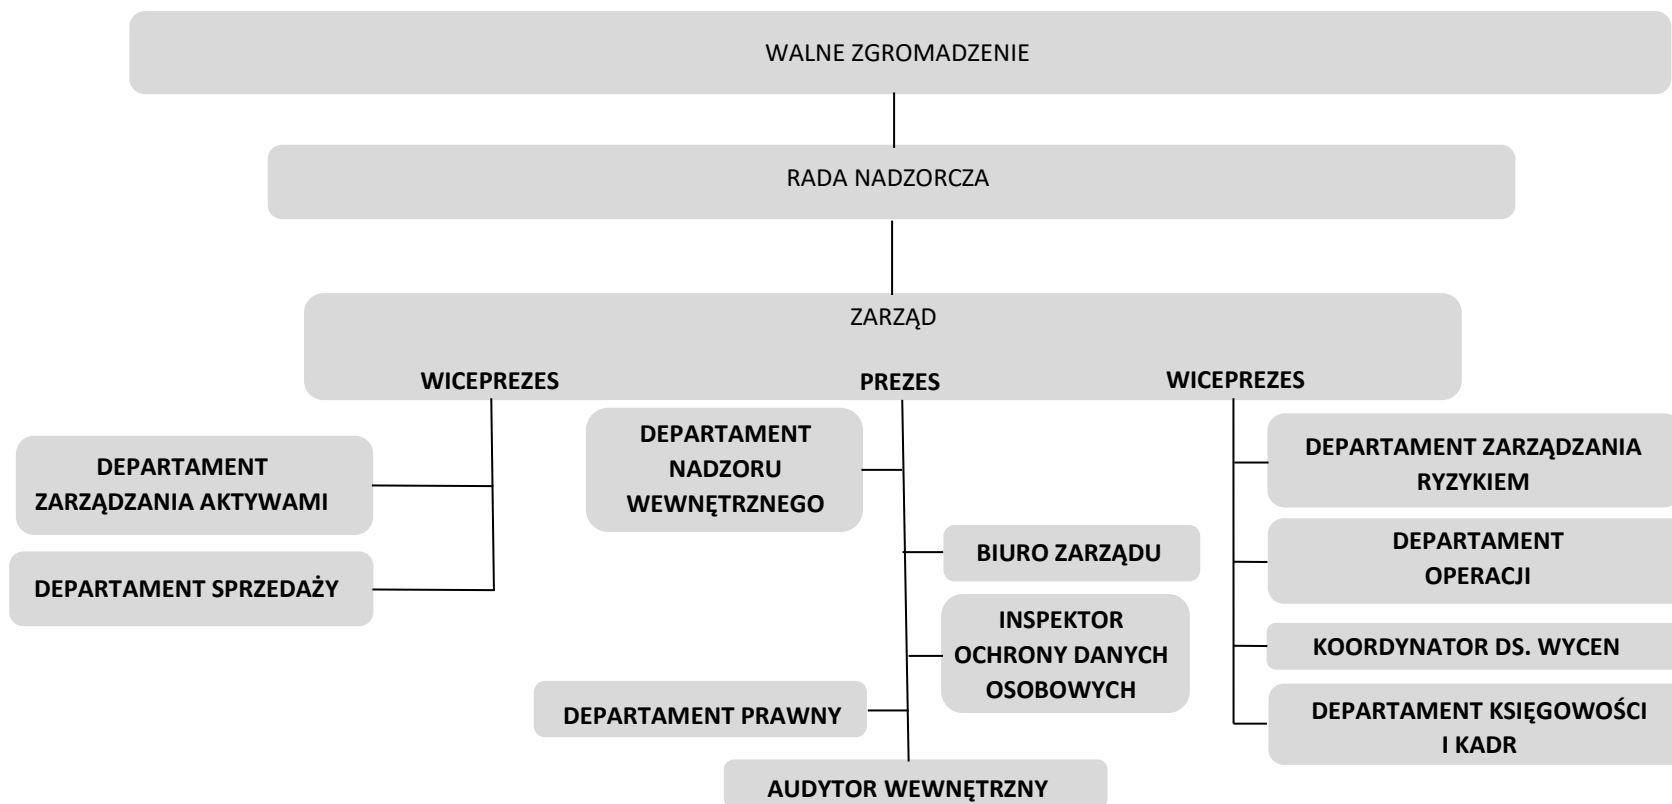 WALNE ZGROMADZENIE
RADA NADZORCZA
ZARZĄD
WICEPREZES
PREZES
WICEPREZES
DEPARTAMENT
ZARZĄDZANIA AKTYWAMI
DEPARTAMENT SPRZEDAŻY
DEPARTAMENT
NADZORU
WEWNĘTRZNEGO
BIURO ZARZĄDU
INSPEKTOR
OCHRONY DANYCH
OSOBOWYCH
DEPARTAMENT PRAWNY
AUDYTOR WEWNĘTRZNY
DEPARTAMENT ZARZĄDZANIA
RYZYKIEM
DEPARTAMENT
OPERACJI
KOORDYNATOR DS. WYCEN
DEPARTAMENT KSIĘGOWOŚCI
I KADR